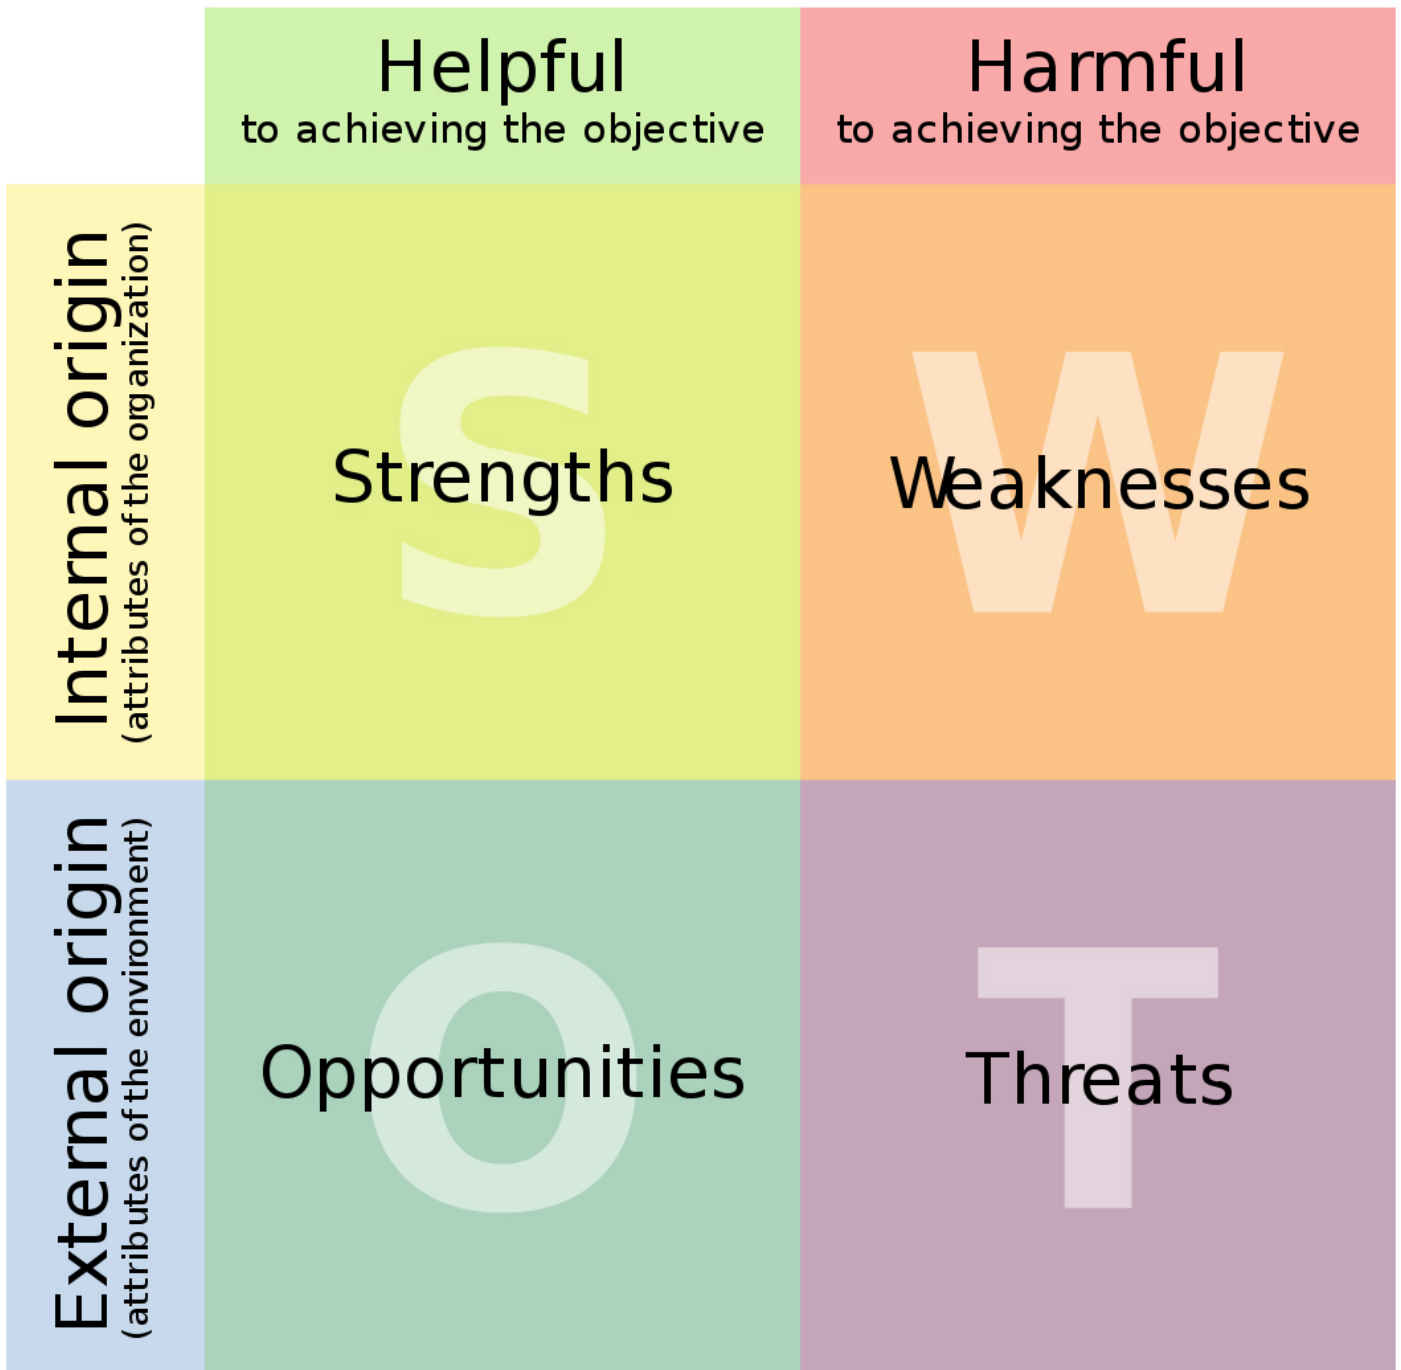 Helpful
to achieving the objective
Harmful
to achieving the objective
Internal origin
(attributes of the organization)
S
Strengths
W
Weaknesses
External origin
(attributes of the environment)
O
Opportunities
T
Threats